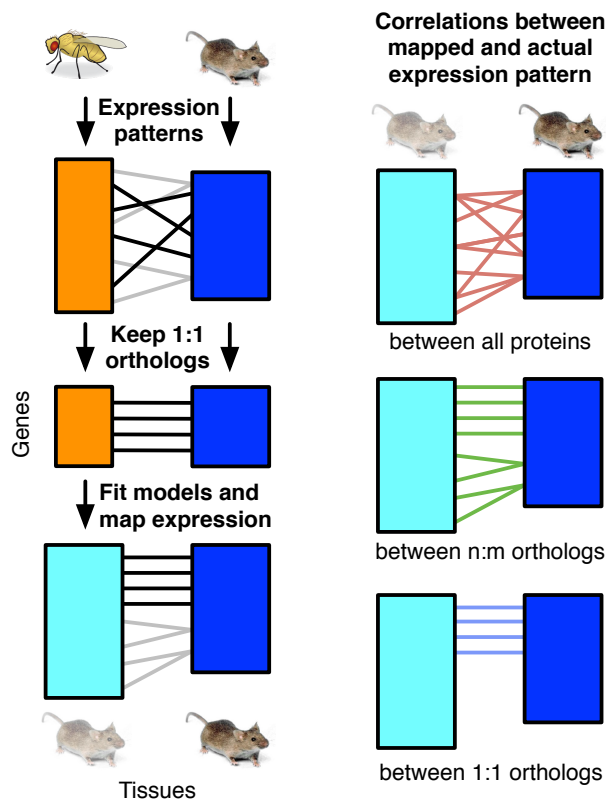 Expression
patterns
Keep 1:1
orthologs
Genes
Fit models and
map expression
Tissues
Correlations between
mapped and actual
expression pattern
between all proteins
between n:m orthologs
between 1:1 orthologs